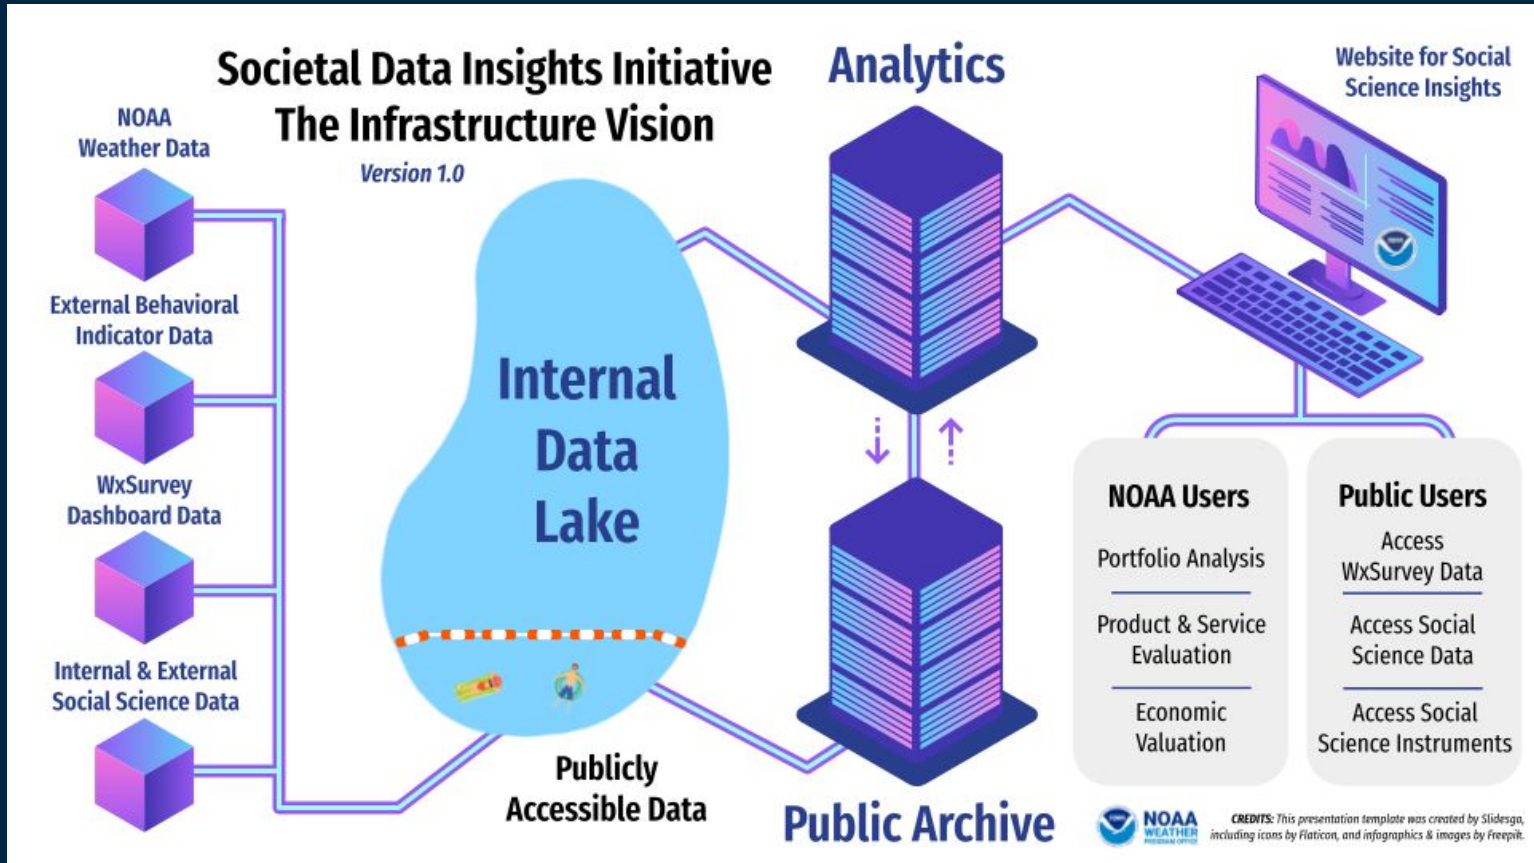 Societal Data Insights Initiative
The Infrastructure Vision
Version 1.0
NOAA
Weather Data
External Behavioral
Indicator Data
WxSurvey
Dashboard Data
Internal & External
Social Science Data
Internal
Data
Lake
Publicly
Accessible Data
Analytics
Public Archive
Website for Social
Science Insights
NOAA Users
Portfolio Analysis
Product & Service
Evaluation
Economic
Valuation
Public Users
Access
WxSurvey Data
Access Social
Science Data
Access Social
Science Instruments
NOAA
WEATHER
PROGRAM OFFICE
CREDITS: This presentation template was created by Slidesgo,
including icons by Flaticon, and infographics & images by Freepik.